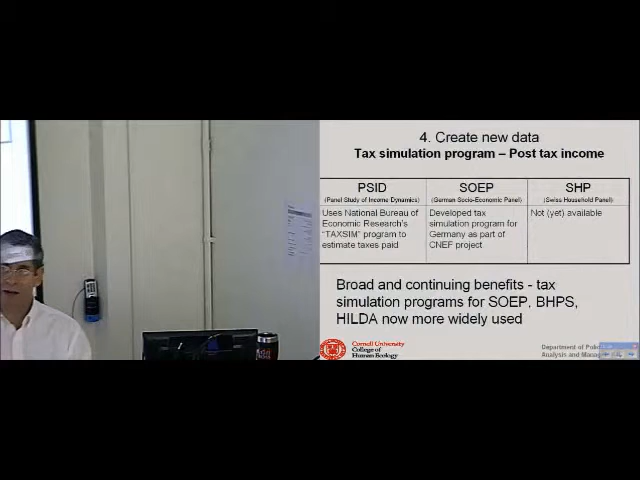 4. Create new data
Tax simulation program – Post tax income
PSID
(Panel Study of Income Dynamics)
SOEP
(German Socio-Economic Panel)
SHP
(Swiss Household Panel)
Uses National Bureau of
Economic Research's
"TAXSIM" program to
estimate taxes paid
Developed tax
simulation program for
Germany as part of
CNEF project
Not (yet) available
Broad and continuing benefits - tax
simulation programs for SOEP, BHPS,
HILDA now more widely used
Cornell University
College of
Human Ecology
Department of
Analysis and